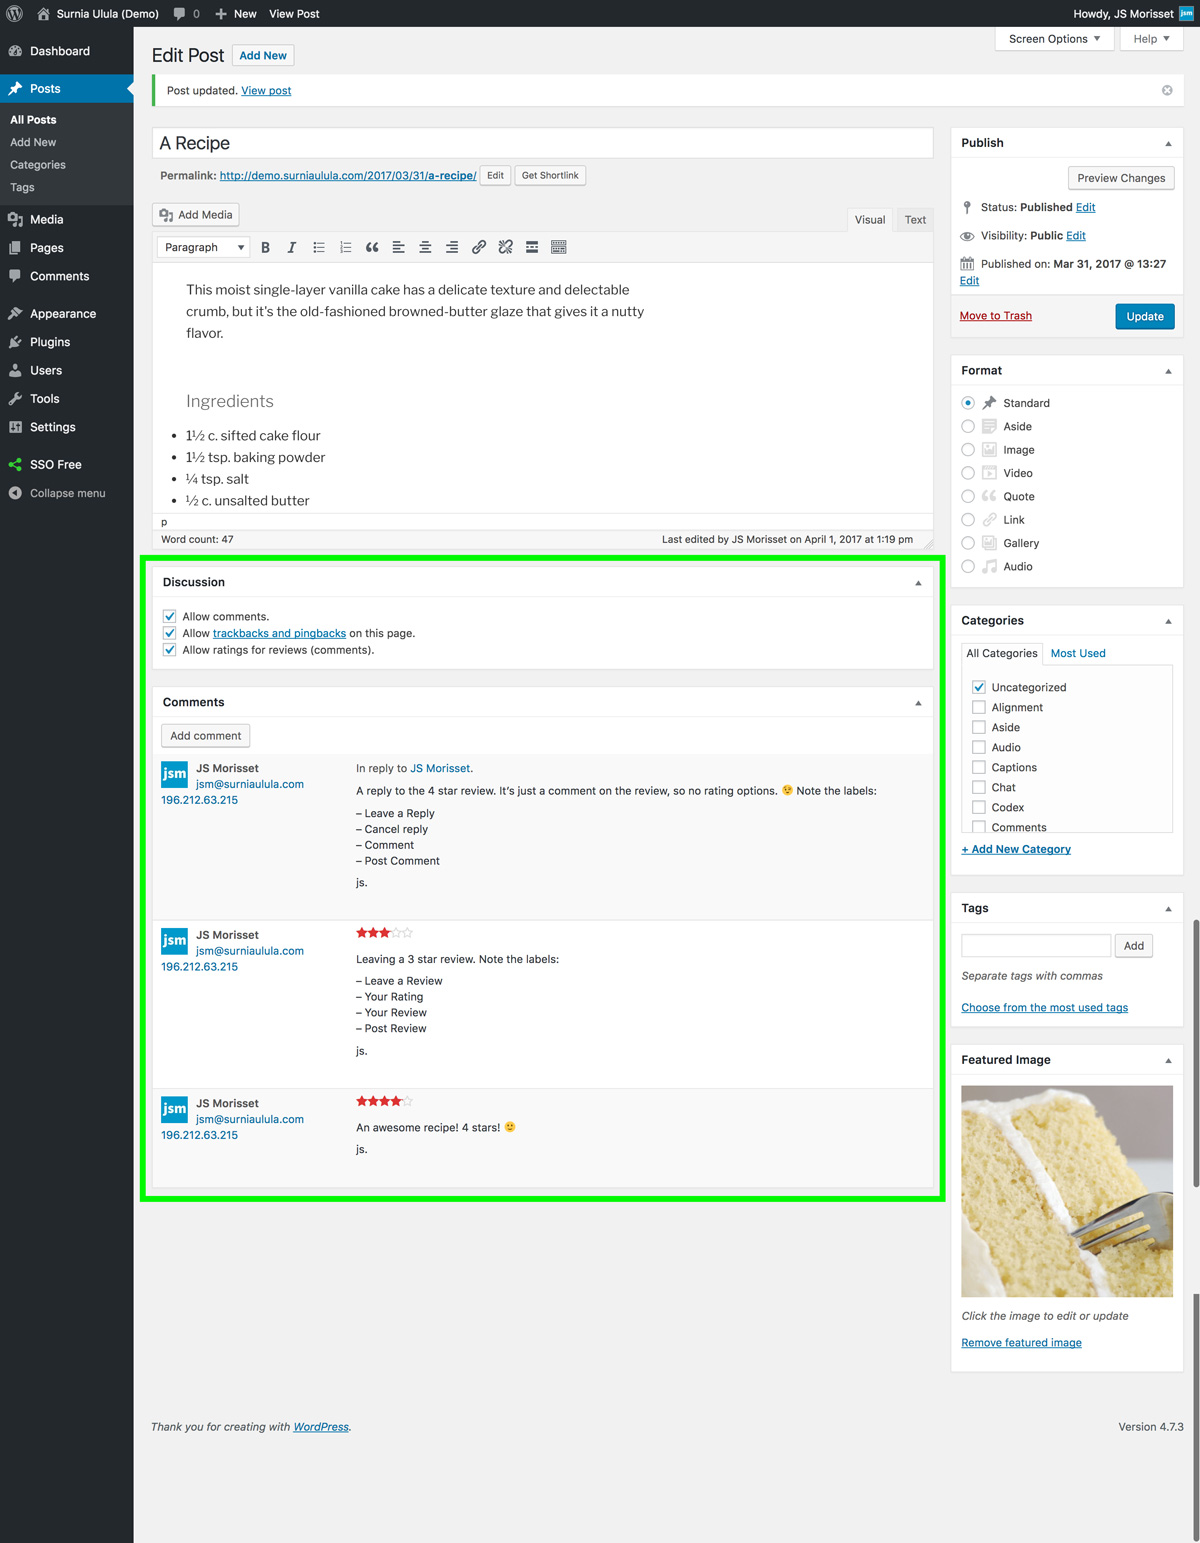 Surnia Ulula (Demo) 0 New View Post
Howdy, JS Morisset jsm
Dashboard
Posts
All Posts
Add New
Categories
Tags
Media
Pages
Comments
Appearance
Plugins
Users
Tools
Settings
SSO Free
Collapse menu
Screen Options
Help
Edit Post Add New
Post updated. View post
A Recipe
Permalink: http://demo.surniaulula.com/2017/03/31/a-recipe/ Edit Get Shortlink
Add Media
Visual Text
Paragraph B I
This moist single-layer vanilla cake has a delicate texture and delectable
crumb, but it's the old-fashioned browned-butter glaze that gives it a nutty
flavor.
Ingredients
• 1½ c. sifted cake flour
• 1½ tsp. baking powder
• ¼ tsp. salt
• ½ c. unsalted butter
p
Word count: 47
Last edited by JS Morisset on April 1, 2017 at 1:19 pm
Discussion
Allow comments.
Allow trackbacks and pingbacks on this page.
Allow ratings for reviews (comments).
Comments
Add comment
jsm JS Morisset
jsm@surniaulula.com
196.212.63.215
In reply to JS Morisset.
A reply to the 4 star review. It's just a comment on the review, so no rating options. 😉 Note the labels:
– Leave a Reply
– Cancel reply
– Comment
– Post Comment
js.
jsm JS Morisset
jsm@surniaulula.com
196.212.63.215
Leaving a 3 star review. Note the labels:
– Leave a Review
– Your Rating
– Your Review
– Post Review
js.
jsm JS Morisset
jsm@surniaulula.com
196.212.63.215
An awesome recipe! 4 stars! 🙂
js.
Publish
Preview Changes
Status: Published Edit
Visibility: Public Edit
Published on: Mar 31, 2017 @ 13:27
Edit
Move to Trash
Update
Format
Standard
Aside
Image
Video
Quote
Link
Gallery
Audio
Categories
All Categories Most Used
Uncategorized
Alignment
Aside
Audio
Captions
Chat
Codex
Comments
+ Add New Category
Tags
Add
Separate tags with commas
Choose from the most used tags
Featured Image
Click the image to edit or update
Remove featured image
Thank you for creating with WordPress.
Version 4.7.3